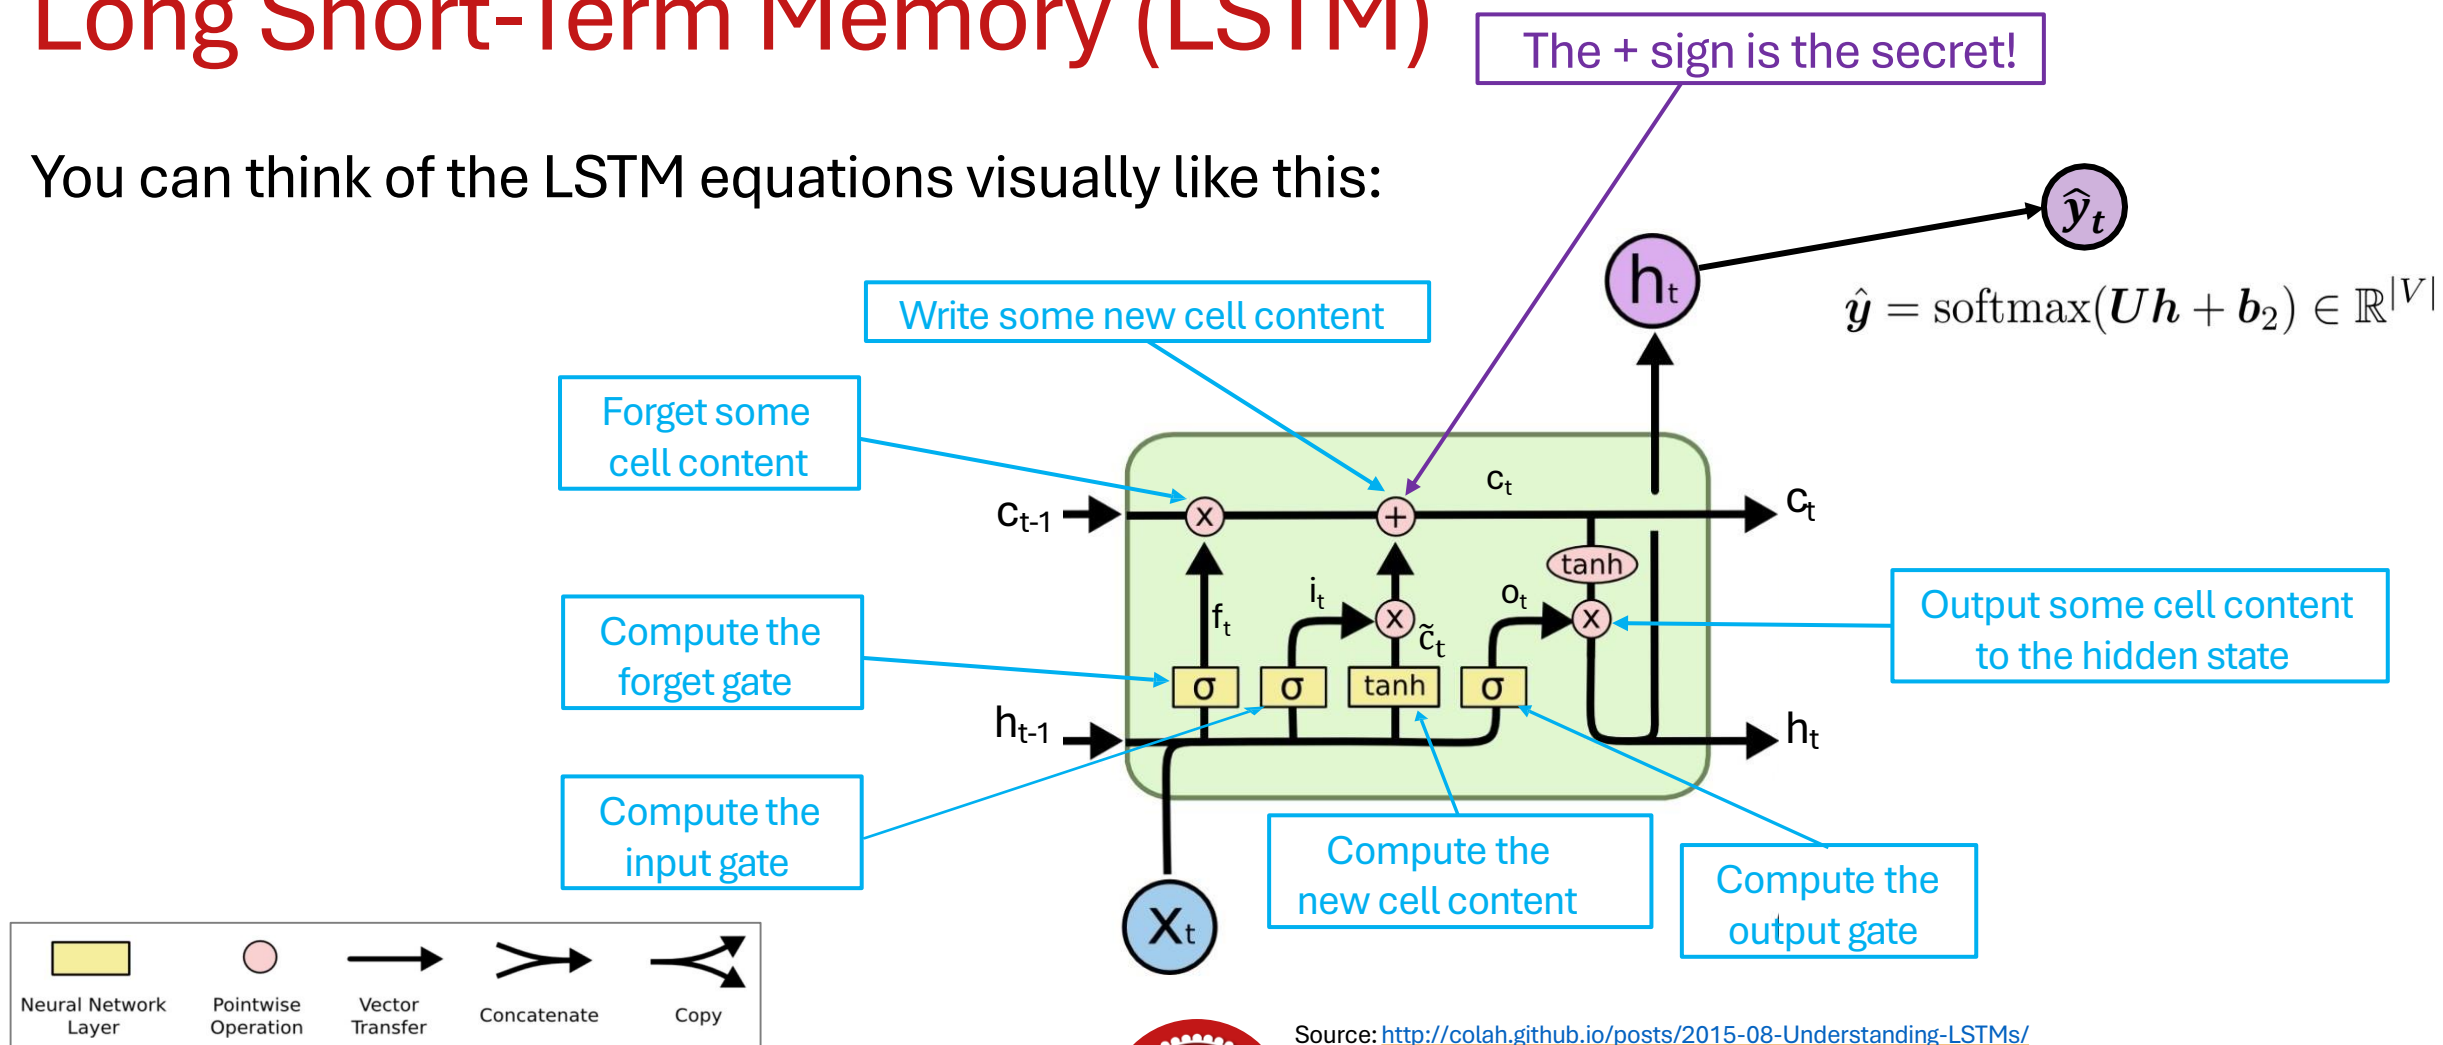 Long Short-Term Memory (LSTM)
The + sign is the secret!
You can think of the LSTM equations visually like this:
ŷₜ
hₜ
ŷ = softmax(Uh + b₂) ∈ ℝ|V|
Write some new cell content
Forget some
cell content
cₜ
cₜ₋₁
x
+
cₜ
tanh
iₜ
oₜ
fₜ
x
x
c̃ₜ
Output some cell content
to the hidden state
Compute the
forget gate
σ
σ
tanh
σ
hₜ₋₁
hₜ
Compute the
input gate
Compute the
new cell content
Compute the
output gate
Xₜ
Neural Network
Layer
Pointwise
Operation
Vector
Transfer
Concatenate
Copy
Source: http://colah.github.io/posts/2015-08-Understanding-LSTMs/